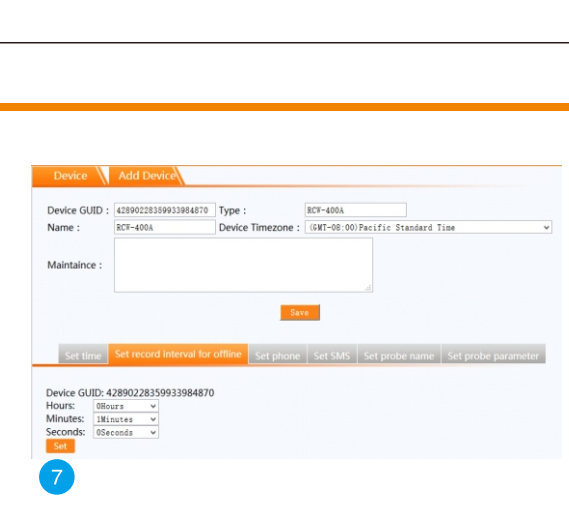 Device Add Device
Device GUID : 42890228359933984870 Type : RCW-400A
Name : RCW-400A Device Timezone : (GMT-08:00)Pacific Standard Time
Maintaince :
Save
Set time Set record interval for offline Set phone Set SMS Set probe name Set probe parameter
Device GUID: 42890228359933984870
Hours: 0Hours
Minutes: 1Minutes
Seconds: 0Seconds
Set
7